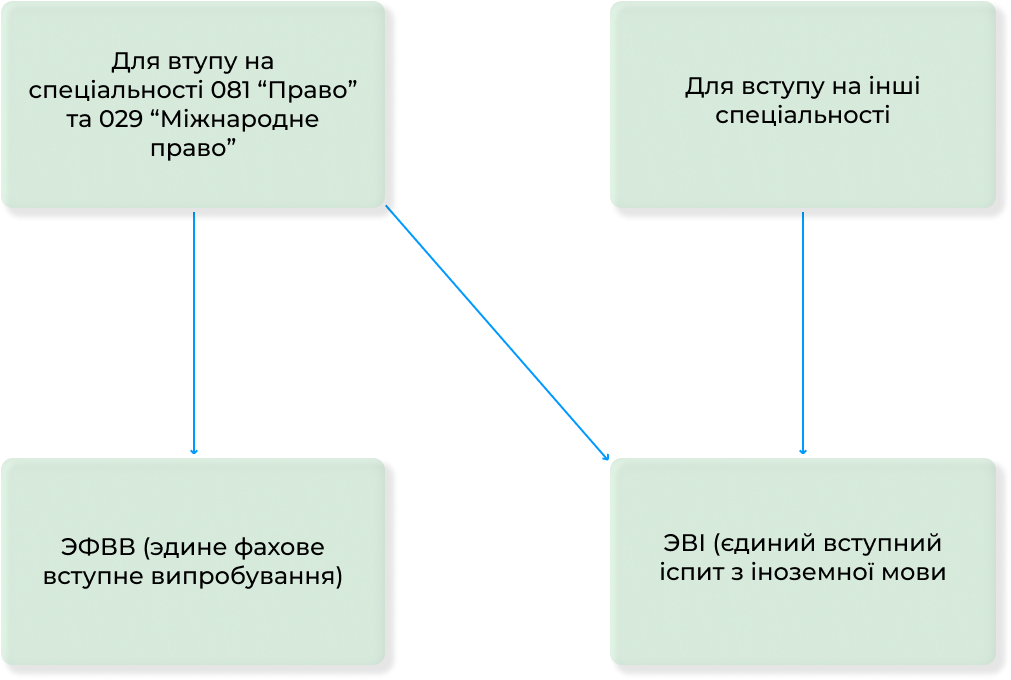 Для втупу на
спеціальності 081 “Право”
та 029 “Міжнародне
право”
Для вступу на інші
спеціальності
ЭФВВ (эдине фахове
вступне випробування)
ЭВІ (єдиний вступний
іспит з іноземної мови